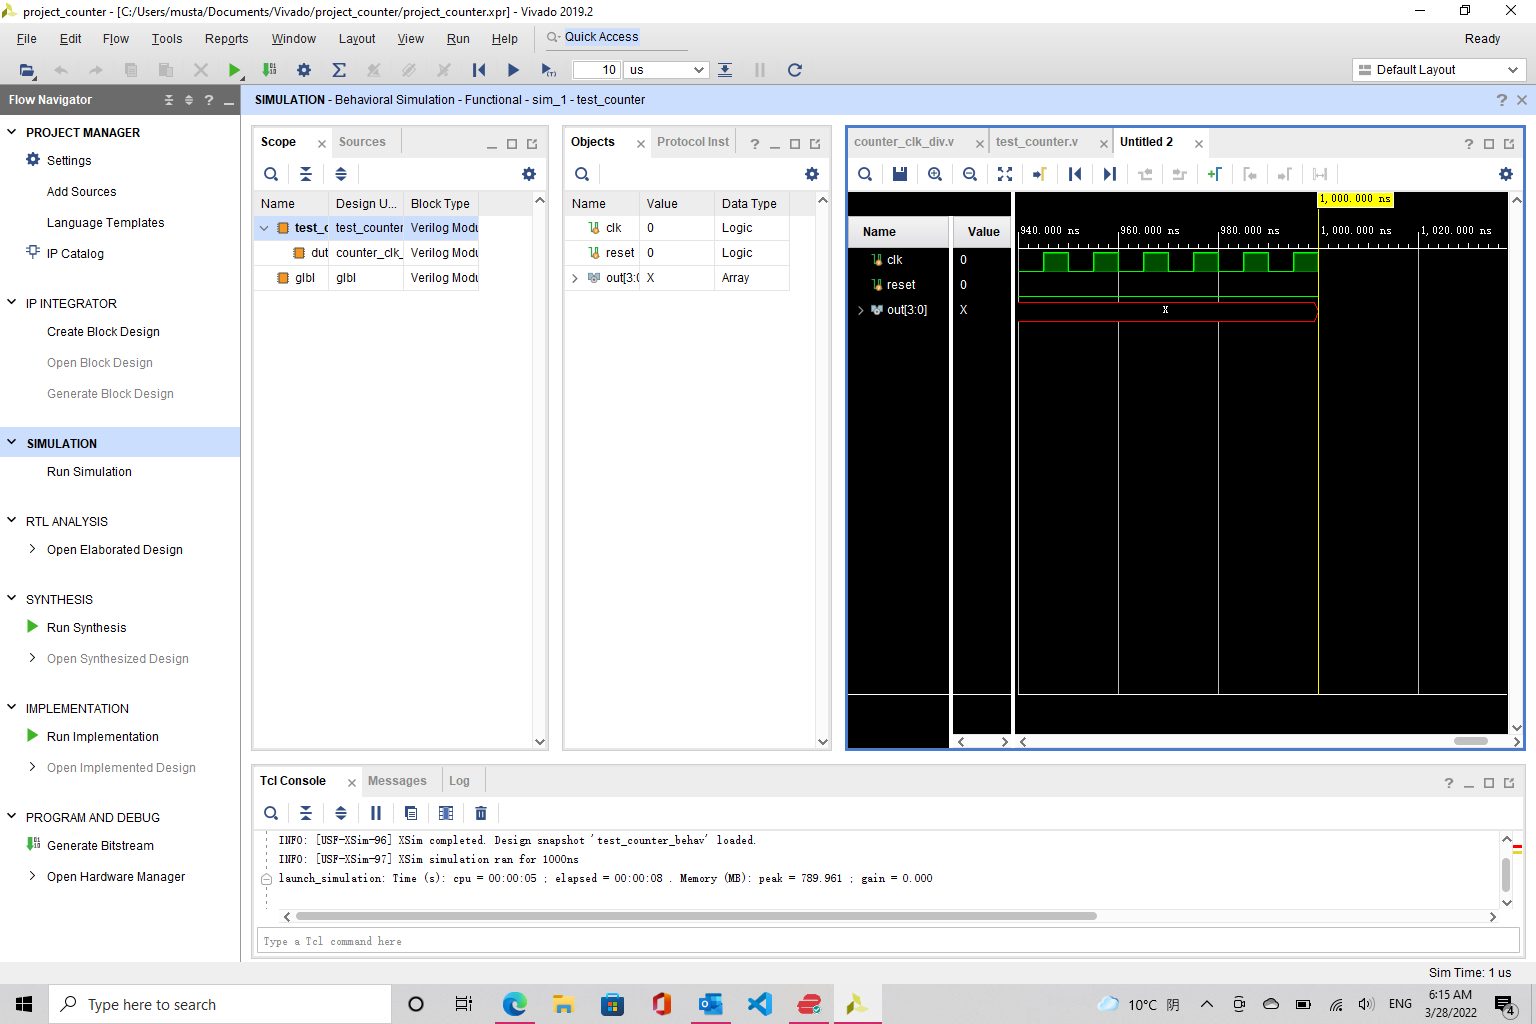 project_counter - [C:/Users/musta/Documents/Vivado/project_counter/project_counter.xpr] - Vivado 2019.2
File Edit Flow Tools Reports Window Layout View Run Help Quick Access Ready
10 us Default Layout
Flow Navigator
SIMULATION - Behavioral Simulation - Functional - sim_1 - test_counter
PROJECT MANAGER
Settings
Add Sources
Language Templates
IP Catalog
IP INTEGRATOR
Create Block Design
Open Block Design
Generate Block Design
SIMULATION
Run Simulation
RTL ANALYSIS
Open Elaborated Design
SYNTHESIS
Run Synthesis
Open Synthesized Design
IMPLEMENTATION
Run Implementation
Open Implemented Design
PROGRAM AND DEBUG
Generate Bitstream
Open Hardware Manager
Scope Sources
Name Design U... Block Type
test_c test_counter Verilog Modu
dut counter_clk_ Verilog Modu
glbl glbl Verilog Modu
Objects Protocol Inst
Name Value Data Type
clk 0 Logic
reset 0 Logic
out[3:0 X Array
counter_clk_div.v test_counter.v Untitled 2
1,000.000 ns
Name Value
940.000 ns 960.000 ns 980.000 ns 1,000.000 ns 1,020.000 ns
clk 0
reset 0
out[3:0] X X
Tcl Console Messages Log
INFO: [USF-XSim-96] XSim completed. Design snapshot 'test_counter_behav' loaded.
INFO: [USF-XSim-97] XSim simulation ran for 1000ns
launch_simulation: Time (s): cpu = 00:00:05 ; elapsed = 00:00:08 . Memory (MB): peak = 789.961 ; gain = 0.000
Type a Tcl command here
Sim Time: 1 us
Type here to search
10°C 阴 ENG
6:15 AM
3/28/2022
4